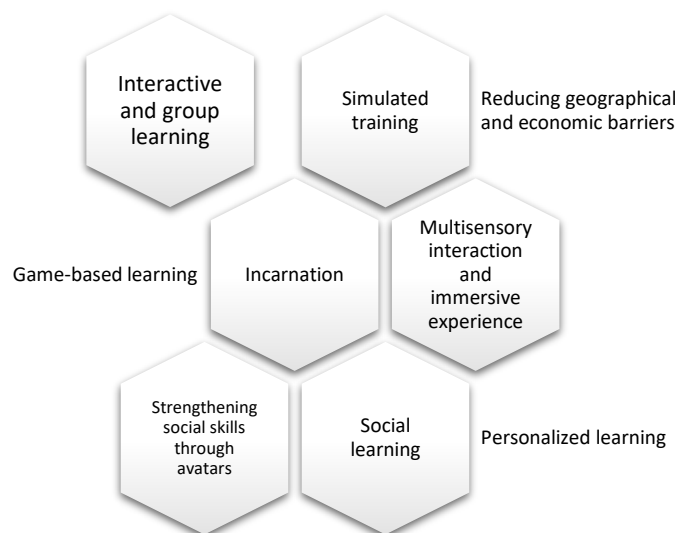 Interactive
and group
learning
Simulated
training
Reducing geographical
and economic barriers
Game-based learning
Incarnation
Multisensory
interaction
and
immersive
experience
Strengthening
social skills
through
avatars
Social
learning
Personalized learning